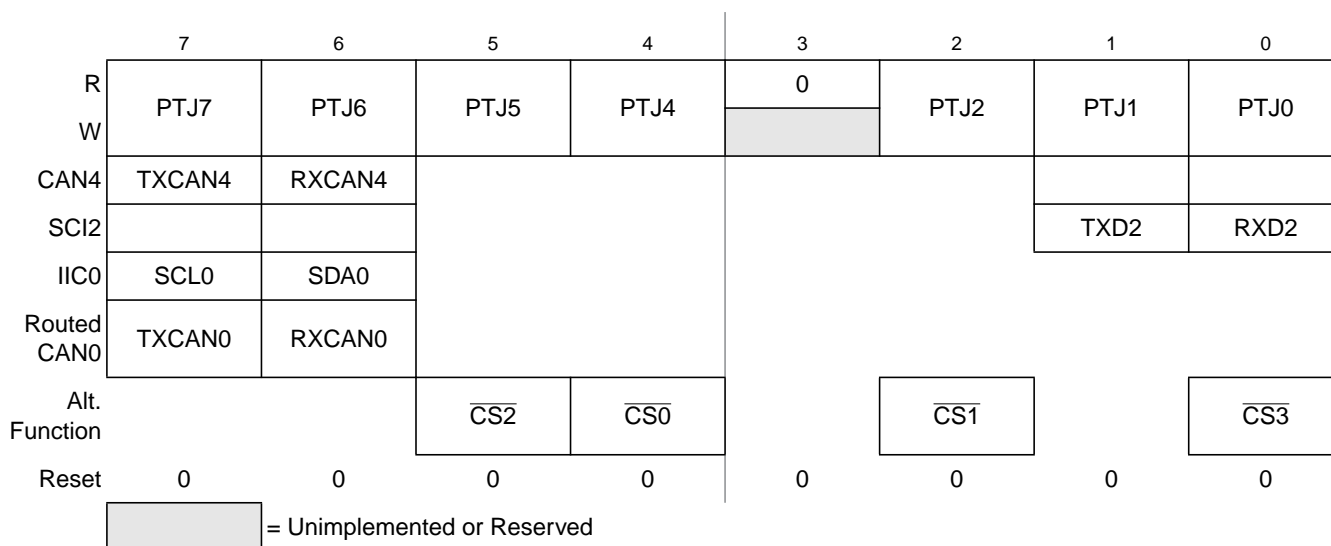 7 6 5 4 3 2 1 0
R 0
PTJ7 PTJ6 PTJ5 PTJ4 PTJ2 PTJ1 PTJ0
W
CAN4 TXCAN4 RXCAN4
SCI2 TXD2 RXD2
IIC0 SCL0 SDA0
Routed
CAN0 TXCAN0 RXCAN0
Alt.
Function CS2 CS0 CS1 CS3
Reset 0 0 0 0 0 0 0 0
= Unimplemented or Reserved